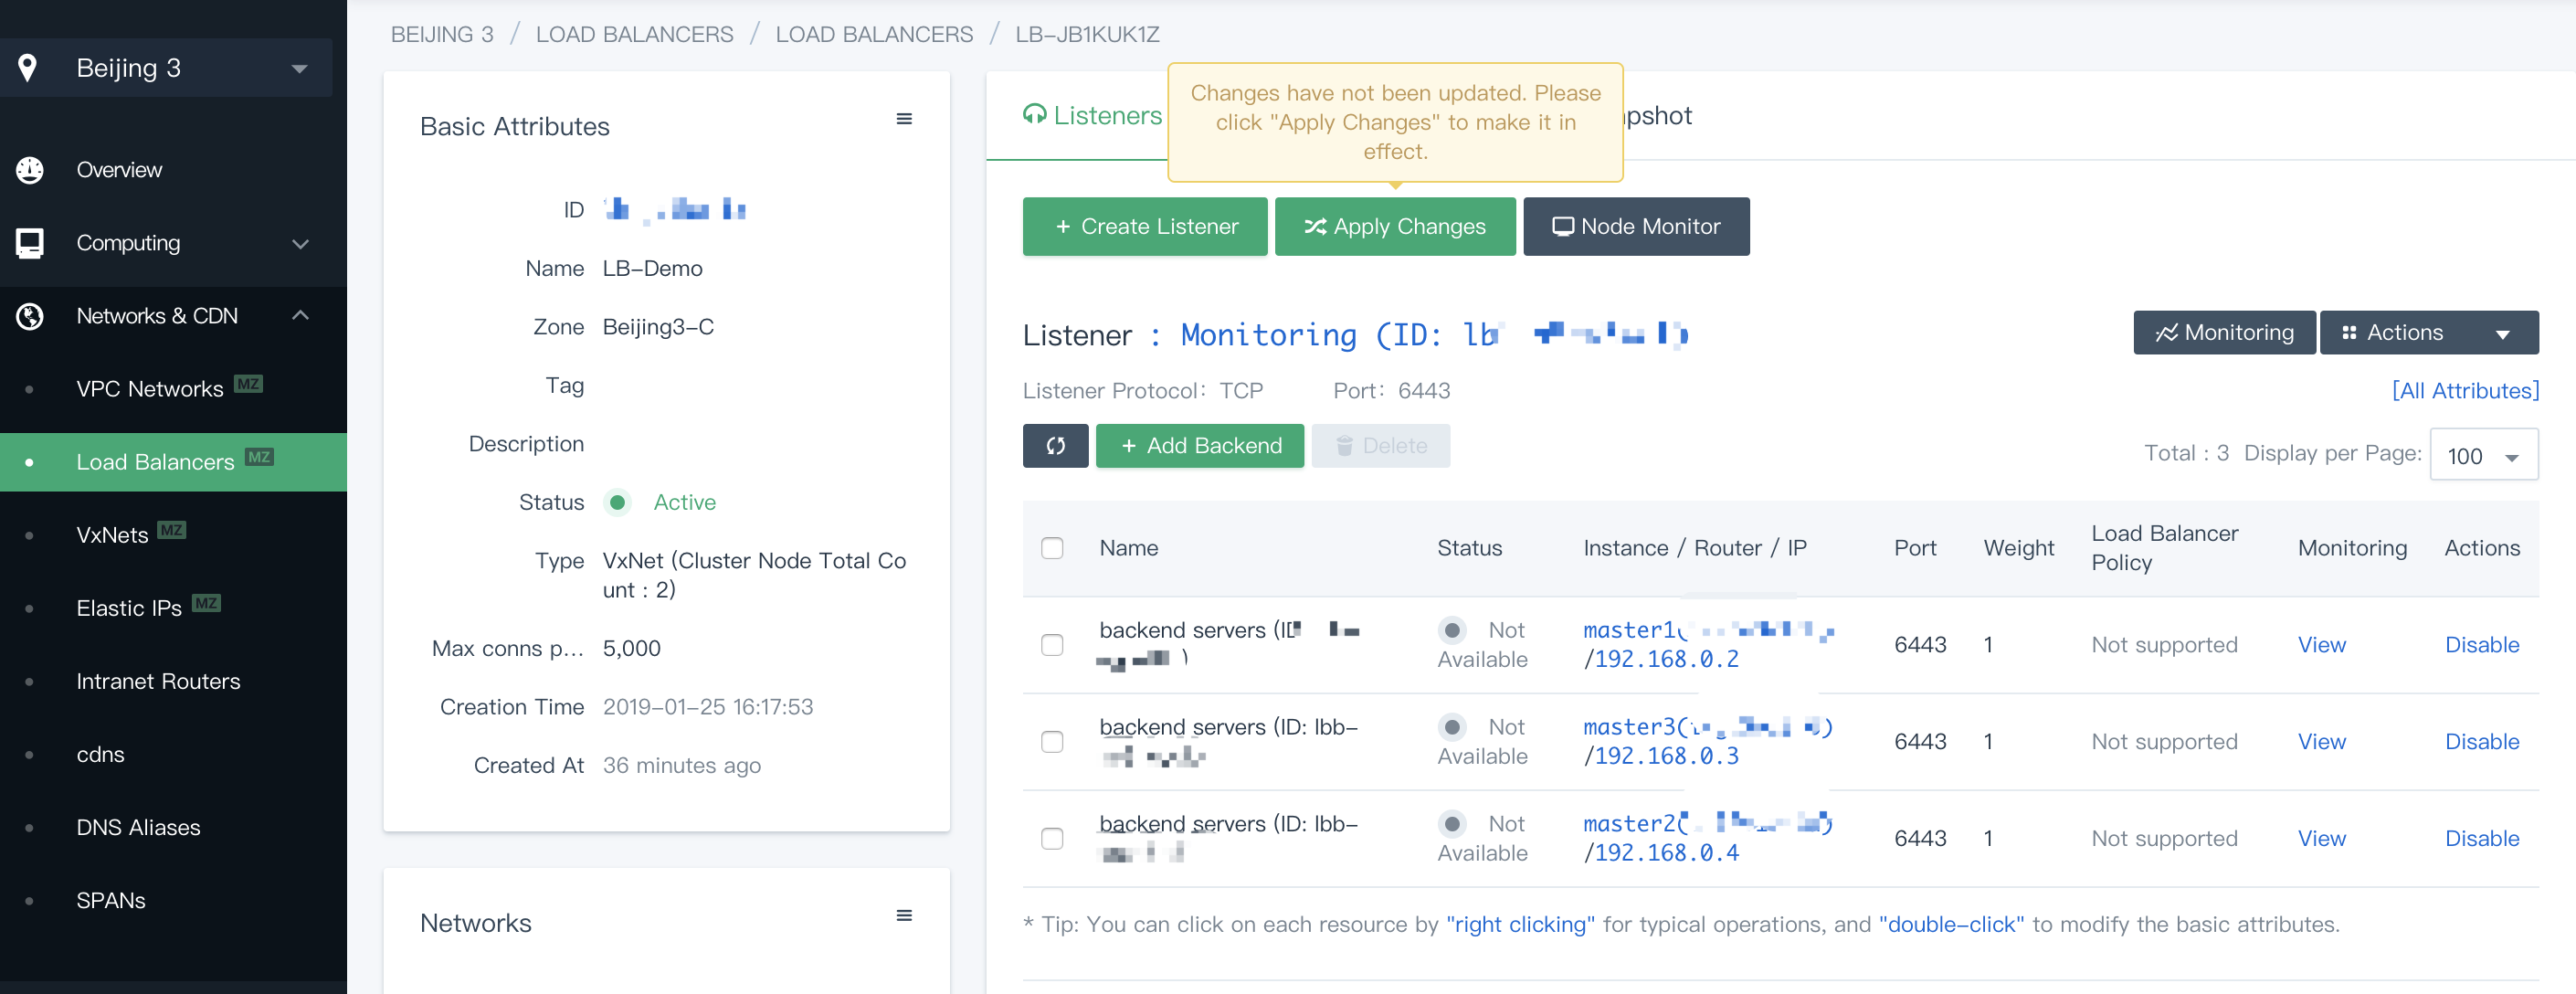 Beijing 3
Overview
Computing
Networks & CDN
VPC Networks MZ
Load Balancers MZ
VxNets MZ
Elastic IPs MZ
Intranet Routers
cdns
DNS Aliases
SPANs
BEIJING 3 / LOAD BALANCERS / LOAD BALANCERS / LB-JB1KUK1Z
Basic Attributes
ID
Name LB-Demo
Zone Beijing3-C
Tag
Description
Status Active
Type VxNet (Cluster Node Total Co
unt : 2)
Max conns p... 5,000
Creation Time 2019-01-25 16:17:53
Created At 36 minutes ago
Networks
Listeners
Changes have not been updated. Please
click "Apply Changes" to make it in
effect.
pshot
+ Create Listener
Apply Changes
Node Monitor
Listener : Monitoring (ID: lb
Monitoring
Actions
Listener Protocol: TCP Port: 6443
[All Attributes]
+ Add Backend
Delete
Total : 3 Display per Page: 100
Name Status Instance / Router / IP Port Weight Load Balancer Policy Monitoring Actions
backend servers (ID
)
Not
Available
master1(
/192.168.0.2
6443 1 Not supported View Disable
backend servers (ID: lbb-
Not
Available
master3(
/192.168.0.3
6443 1 Not supported View Disable
backend servers (ID: lbb-
Not
Available
master2(
/192.168.0.4
6443 1 Not supported View Disable
* Tip: You can click on each resource by "right clicking" for typical operations, and "double-click" to modify the basic attributes.